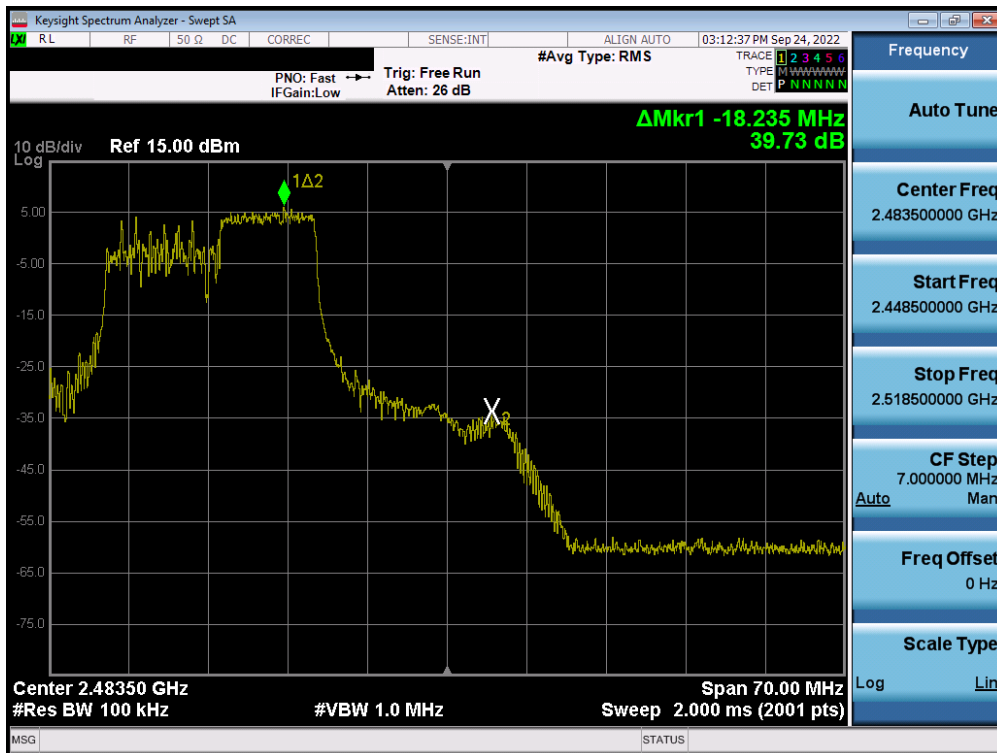 Keysight Spectrum Analyzer - Swept SA
LXI RL RF 50 Ω DC CORREC SENSE:INT ALIGN AUTO 03:12:37 PM Sep 24, 2022
PNO: Fast
IFGain:Low
Trig: Free Run
Atten: 26 dB
#Avg Type: RMS
TRACE 1 2 3 4 5 6
TYPE M WWWWW
DET P N N N N N
ΔMkr1 -18.235 MHz
39.73 dB
10 dB/div Ref 15.00 dBm
Log
1Δ2
5.00
-5.00
-15.0
-25.0
-35.0
X2
-45.0
-55.0
-65.0
-75.0
Center 2.48350 GHz Span 70.00 MHz
#Res BW 100 kHz #VBW 1.0 MHz Sweep 2.000 ms (2001 pts)
MSG STATUS
Frequency
Auto Tune
Center Freq
2.483500000 GHz
Start Freq
2.448500000 GHz
Stop Freq
2.518500000 GHz
CF Step
7.000000 MHz
Auto Man
Freq Offset
0 Hz
Scale Type
Log Lin